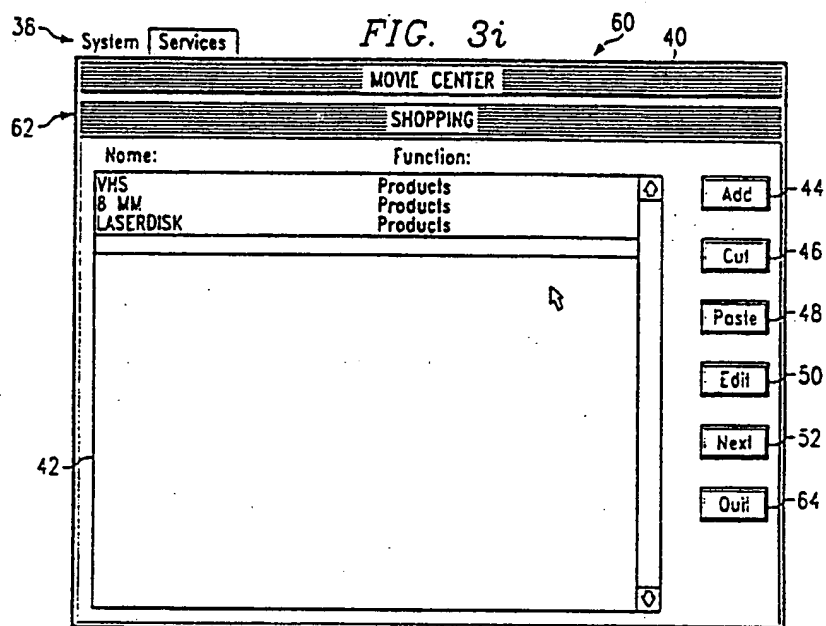 FIG. 3i
36 System Services 60 40
MOVIE CENTER
62 SHOPPING
Name: Function:
VHS Products
8 MM Products
LASERDISK Products
Add 44
Cut 46
Paste 48
Edit 50
Next 52
42
Quit 64